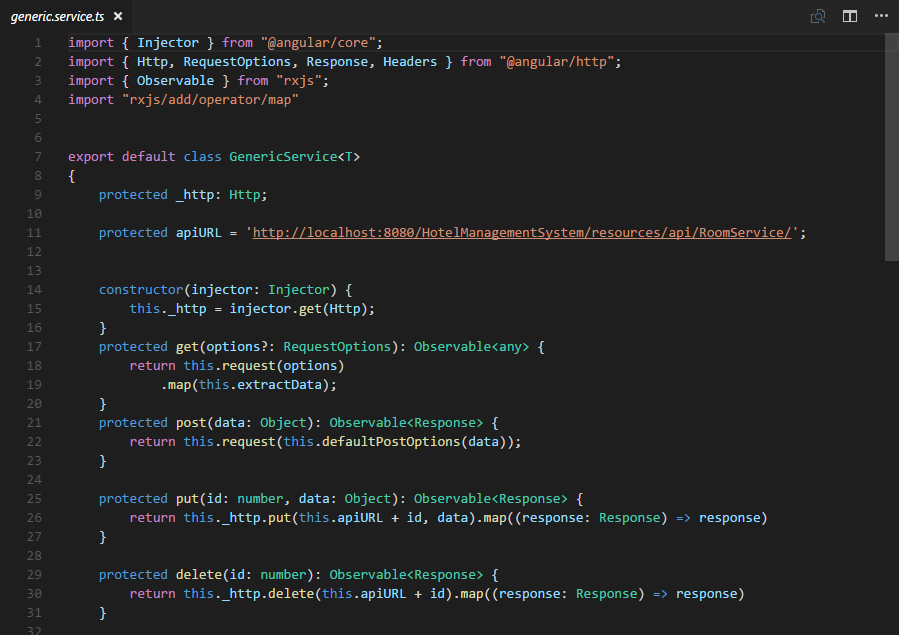 generic.service.ts ×
1 import { Injector } from "@angular/core";
2 import { Http, RequestOptions, Response, Headers } from "@angular/http";
3 import { Observable } from "rxjs";
4 import "rxjs/add/operator/map"
5
6
7 export default class GenericService<T>
8 {
9 protected _http: Http;
10
11 protected apiURL = 'http://localhost:8080/HotelManagementSystem/resources/api/RoomService/';
12
13
14 constructor(injector: Injector) {
15 this._http = injector.get(Http);
16 }
17 protected get(options?: RequestOptions): Observable<any> {
18 return this.request(options)
19 .map(this.extractData);
20 }
21 protected post(data: Object): Observable<Response> {
22 return this.request(this.defaultPostOptions(data));
23 }
24
25 protected put(id: number, data: Object): Observable<Response> {
26 return this._http.put(this.apiURL + id, data).map((response: Response) => response)
27 }
28
29 protected delete(id: number): Observable<Response> {
30 return this._http.delete(this.apiURL + id).map((response: Response) => response)
31 }
32